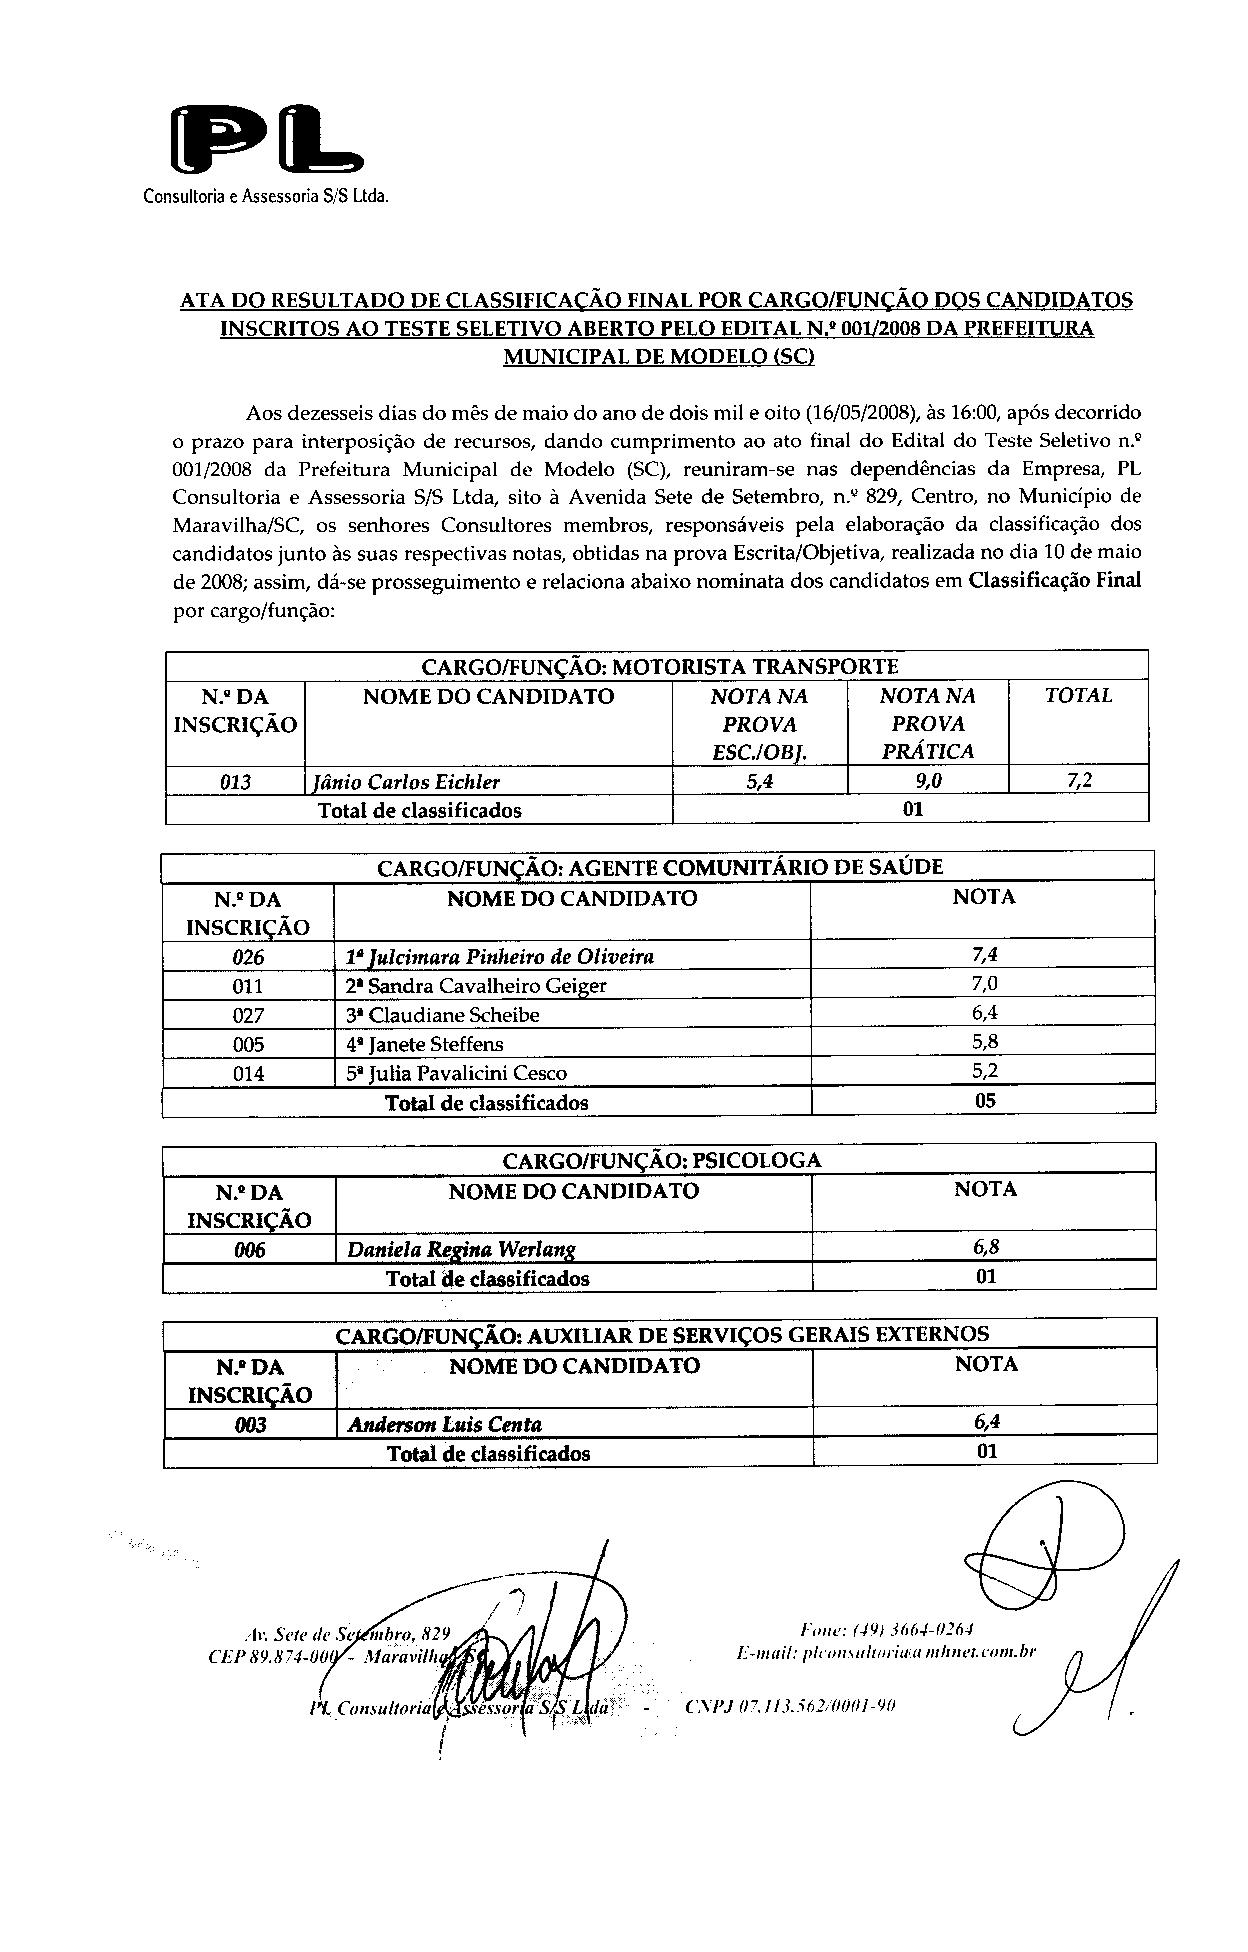 PL
Consultoria e Assessoria S/S Ltda.
ATA DO RESULTADO DE CLASSIFICAÇÃO FINAL POR CARGO/FUNÇÃO DOS CANDIDATOS
INSCRITOS AO TESTE SELETIVO ABERTO PELO EDITAL N.º 001/2008 DA PREFEITURA
MUNICIPAL DE MODELO (SC)
Aos dezesseis dias do mês de maio do ano de dois mil e oito (16/05/2008), às 16:00, após decorrido
o prazo para interposição de recursos, dando cumprimento ao ato final do Edital do Teste Seletivo n.º
001/2008 da Prefeitura Municipal de Modelo (SC), reuniram-se nas dependências da Empresa, PL
Consultoria e Assessoria S/S Ltda, sito à Avenida Sete de Setembro, n.º 829, Centro, no Município de
Maravilha/SC, os senhores Consultores membros, responsáveis pela elaboração da classificação dos
candidatos junto às suas respectivas notas, obtidas na prova Escrita/Objetiva, realizada no dia 10 de maio
de 2008; assim, dá-se prosseguimento e relaciona abaixo nominata dos candidatos em Classificação Final
por cargo/função:
CARGO/FUNÇÃO: MOTORISTA TRANSPORTE
N.º DA NOME DO CANDIDATO NOTA NA NOTA NA TOTAL
INSCRIÇÃO PROVA PROVA
ESC./OBJ. PRÁTICA
013 Jânio Carlos Eichler 5,4 9,0 7,2
Total de classificados 01
CARGO/FUNÇÃO: AGENTE COMUNITÁRIO DE SAÚDE
N.º DA NOME DO CANDIDATO NOTA
INSCRIÇÃO
026 1ª Julcimara Pinheiro de Oliveira 7,4
011 2ª Sandra Cavalheiro Geiger 7,0
027 3ª Claudiane Scheibe 6,4
005 4ª Janete Steffens 5,8
014 5ª Julia Pavalicini Cesco 5,2
Total de classificados 05
CARGO/FUNÇÃO: PSICOLOGA
N.º DA NOME DO CANDIDATO NOTA
INSCRIÇÃO
006 Daniela Regina Werlang 6,8
Total de classificados 01
CARGO/FUNÇÃO: AUXILIAR DE SERVIÇOS GERAIS EXTERNOS
N.º DA NOME DO CANDIDATO NOTA
INSCRIÇÃO
003 Anderson Luis Centa 6,4
Total de classificados 01
Av. Sete de Setembro, 829 Fone: (49) 3664-0264
CEP 89.874-000 - Maravilha E-mail: plconsultoria@mhnet.com.br
PL Consultoria e Assessoria S/S Ltda - CNPJ 07.113.562/0001-90